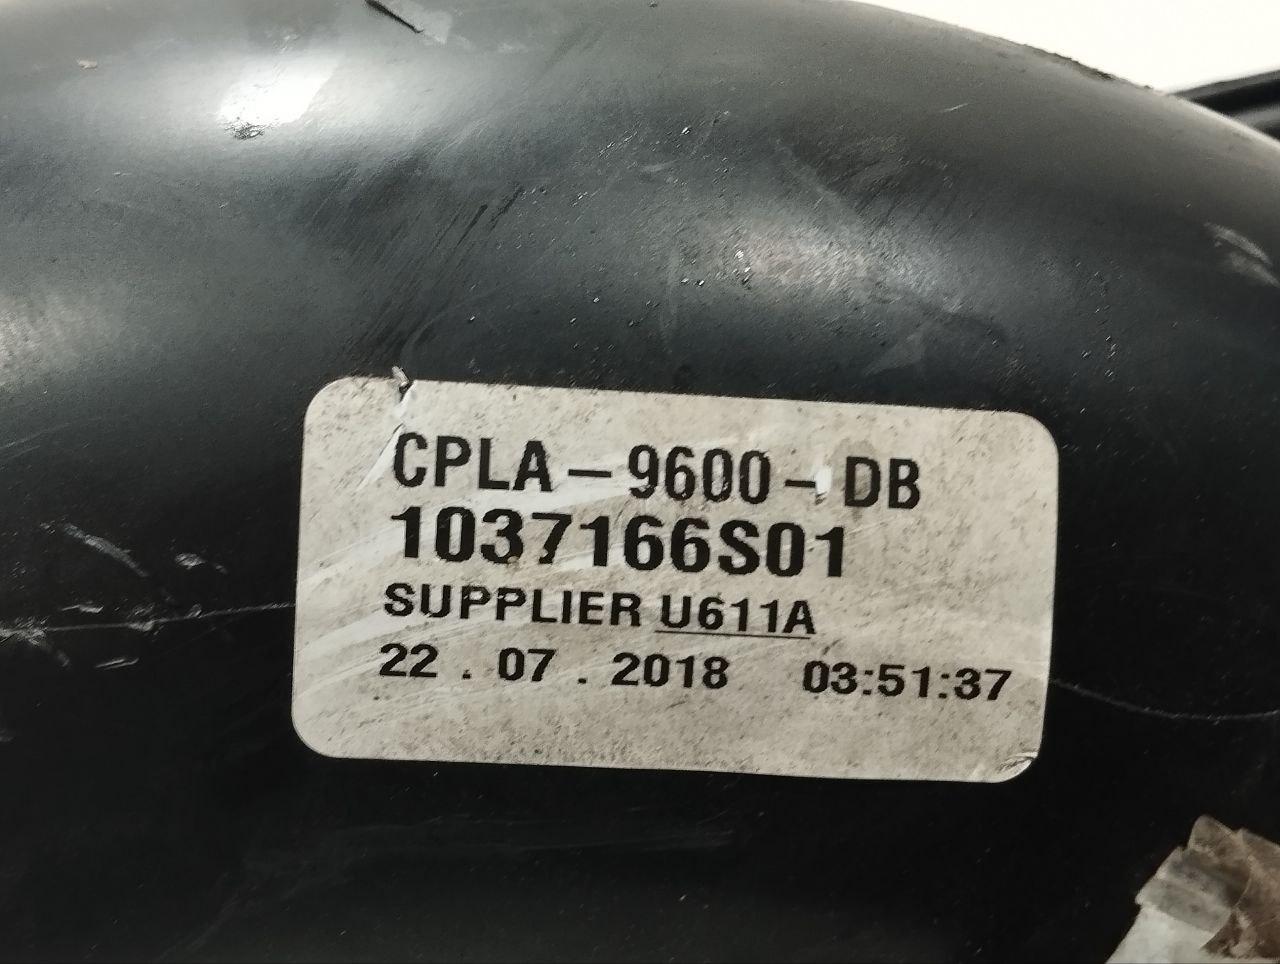 CPLA-9600-DB
1037166S01
SUPPLIER U611A
22 . 07 . 2018 03:51:37